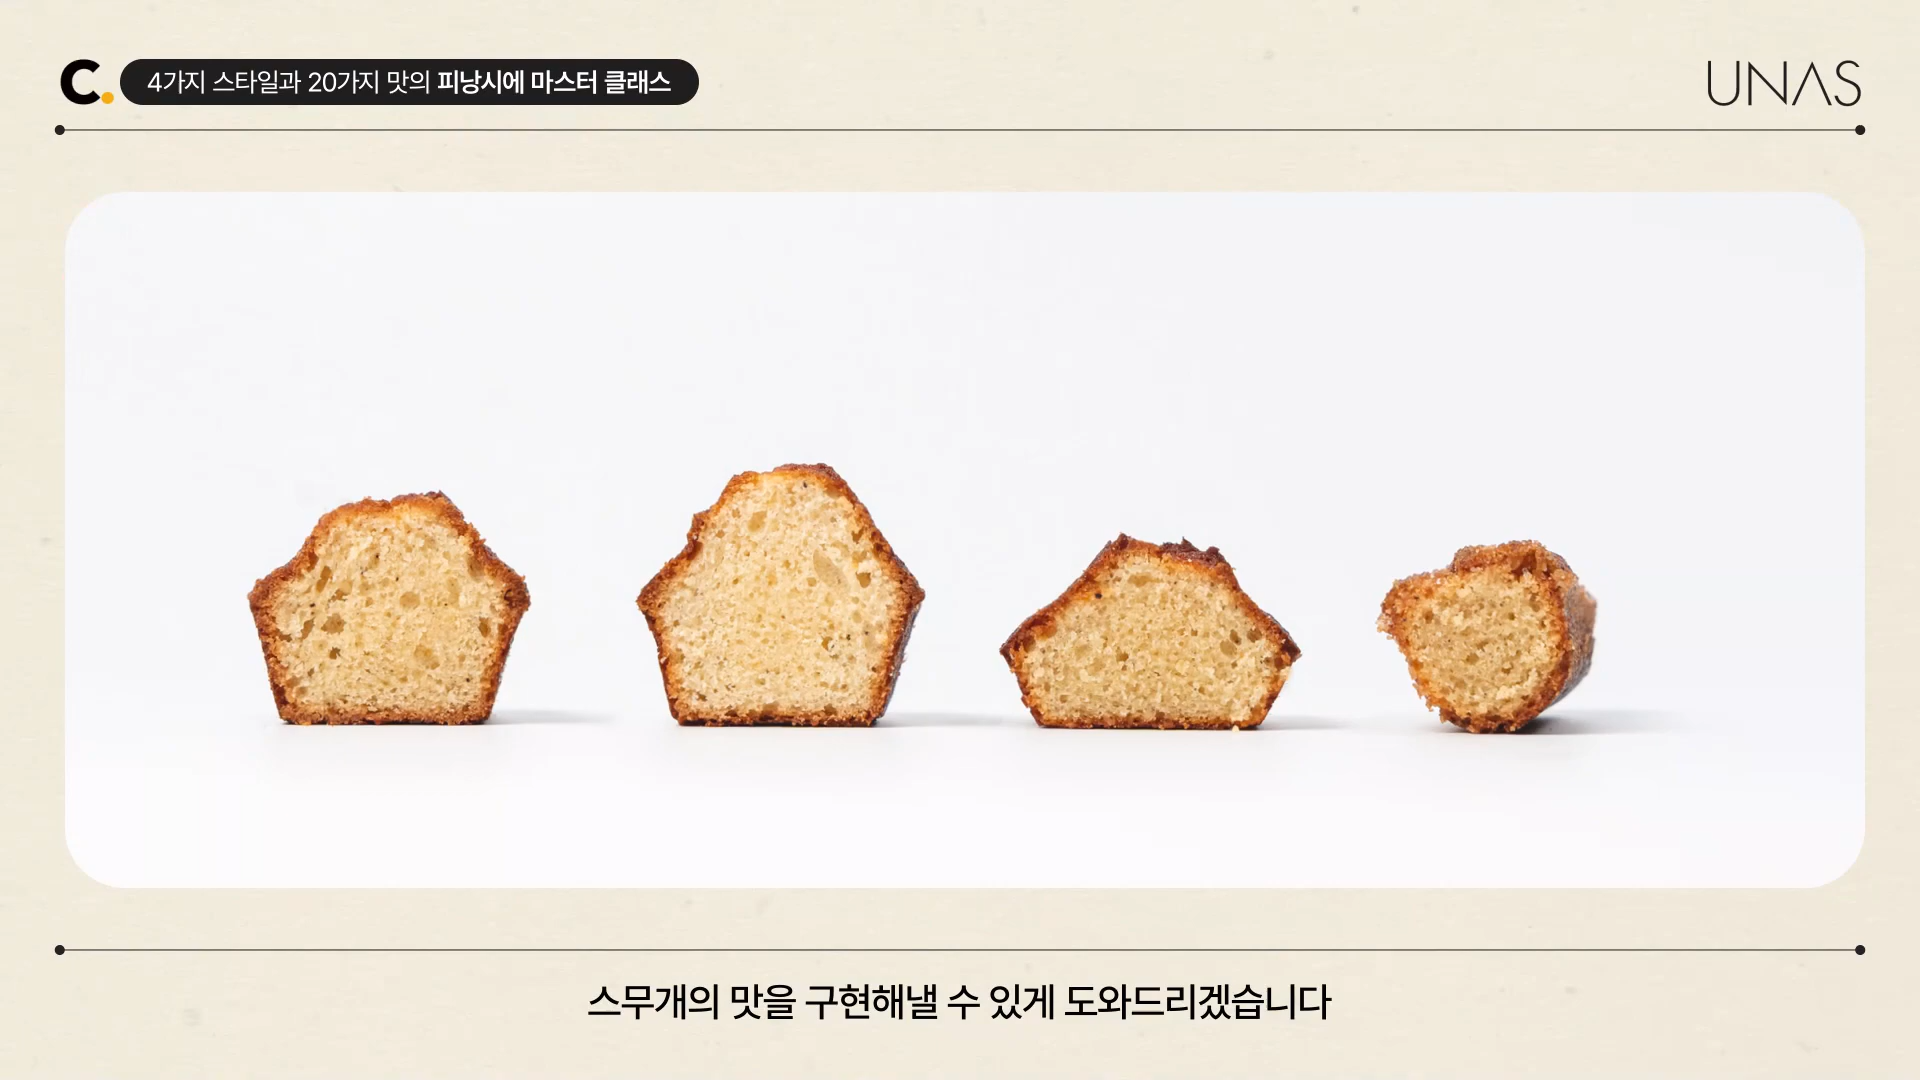 C. 4가지 스타일과 20가지 맛의 피낭시에 마스터 클래스
UNAS
스무개의 맛을 구현해낼 수 있게 도와드리겠습니다